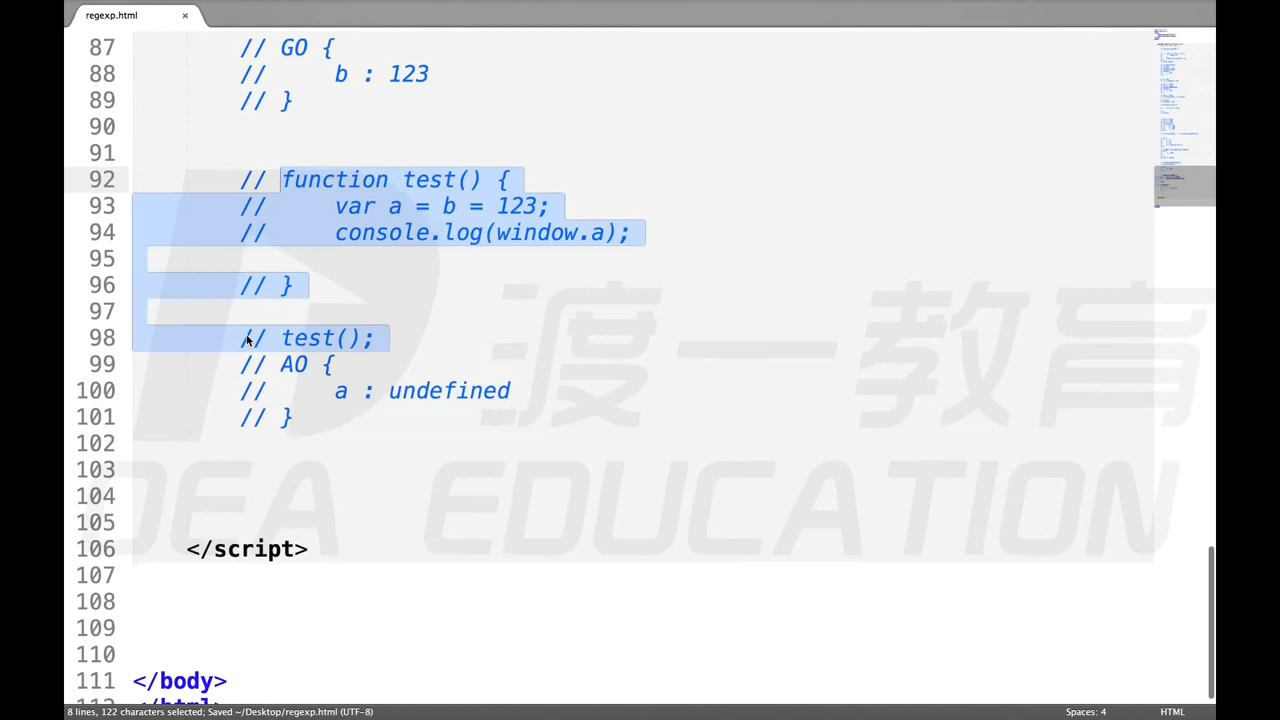 regexp.html ×
87 // GO {
88 //     b : 123
89 // }
90
91
92 // function test() {
93 //     var a = b = 123;
94 //     console.log(window.a);
95
96 // }
97
98 // test();
99 // AO {
100 //     a : undefined
101 // }
102
103
104
105
106 </script>
107
108
109
110
111 </body>
112 </html>
渡一教育
DEA EDUCATION
8 lines, 122 characters selected; Saved ~/Desktop/regexp.html (UTF-8)
Spaces: 4
HTML